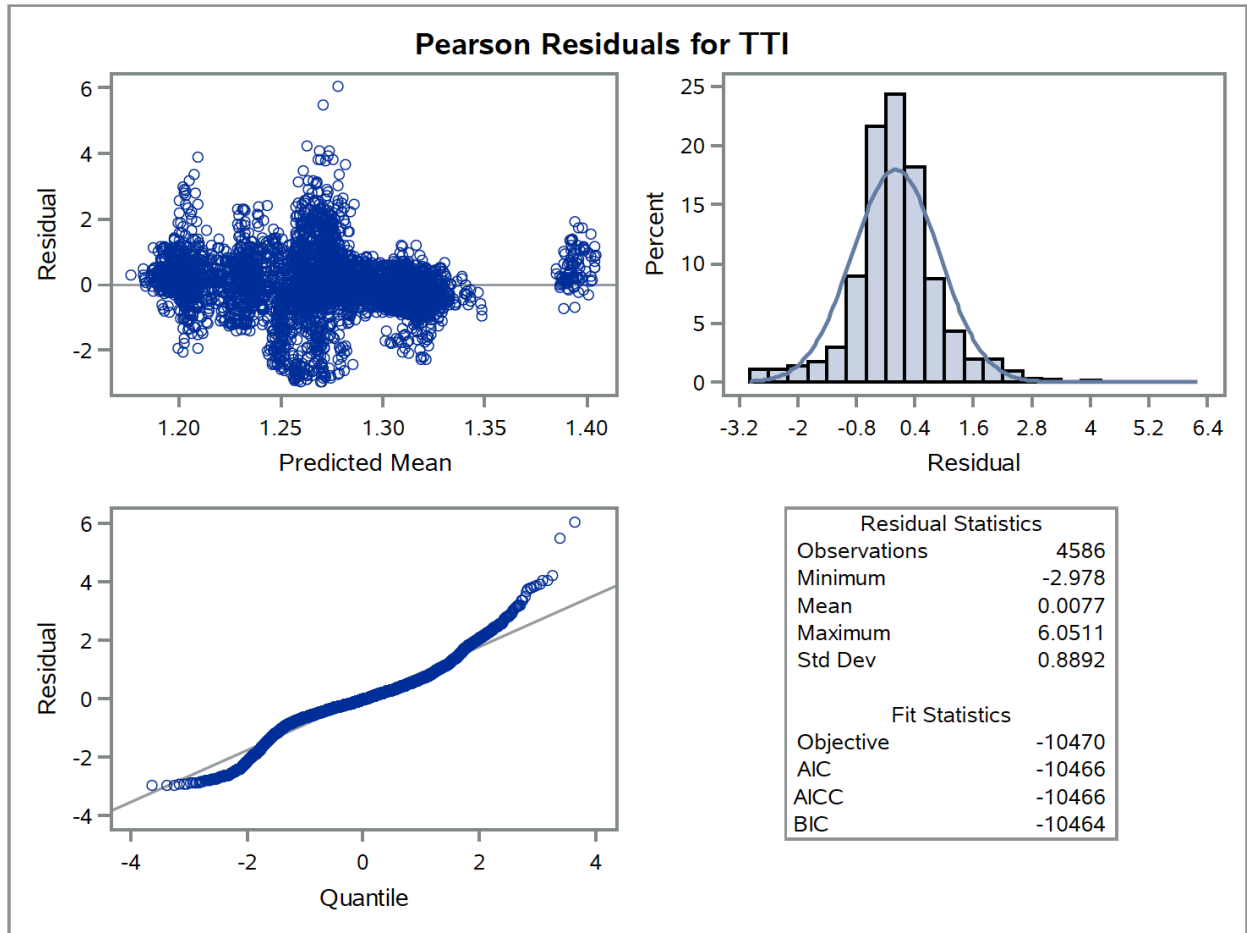 Pearson Residuals for TTI
6
4
2
0
-2
Residual
1.20 1.25 1.30 1.35 1.40
Predicted Mean
25
20
15
10
5
0
Percent
-3.2 -2 -0.8 0.4 1.6 2.8 4 5.2 6.4
Residual
6
4
2
0
-2
-4
Residual
-4 -2 0 2 4
Quantile
Residual Statistics
Observations 4586
Minimum -2.978
Mean 0.0077
Maximum 6.0511
Std Dev 0.8892
Fit Statistics
Objective -10470
AIC -10466
AICC -10466
BIC -10464